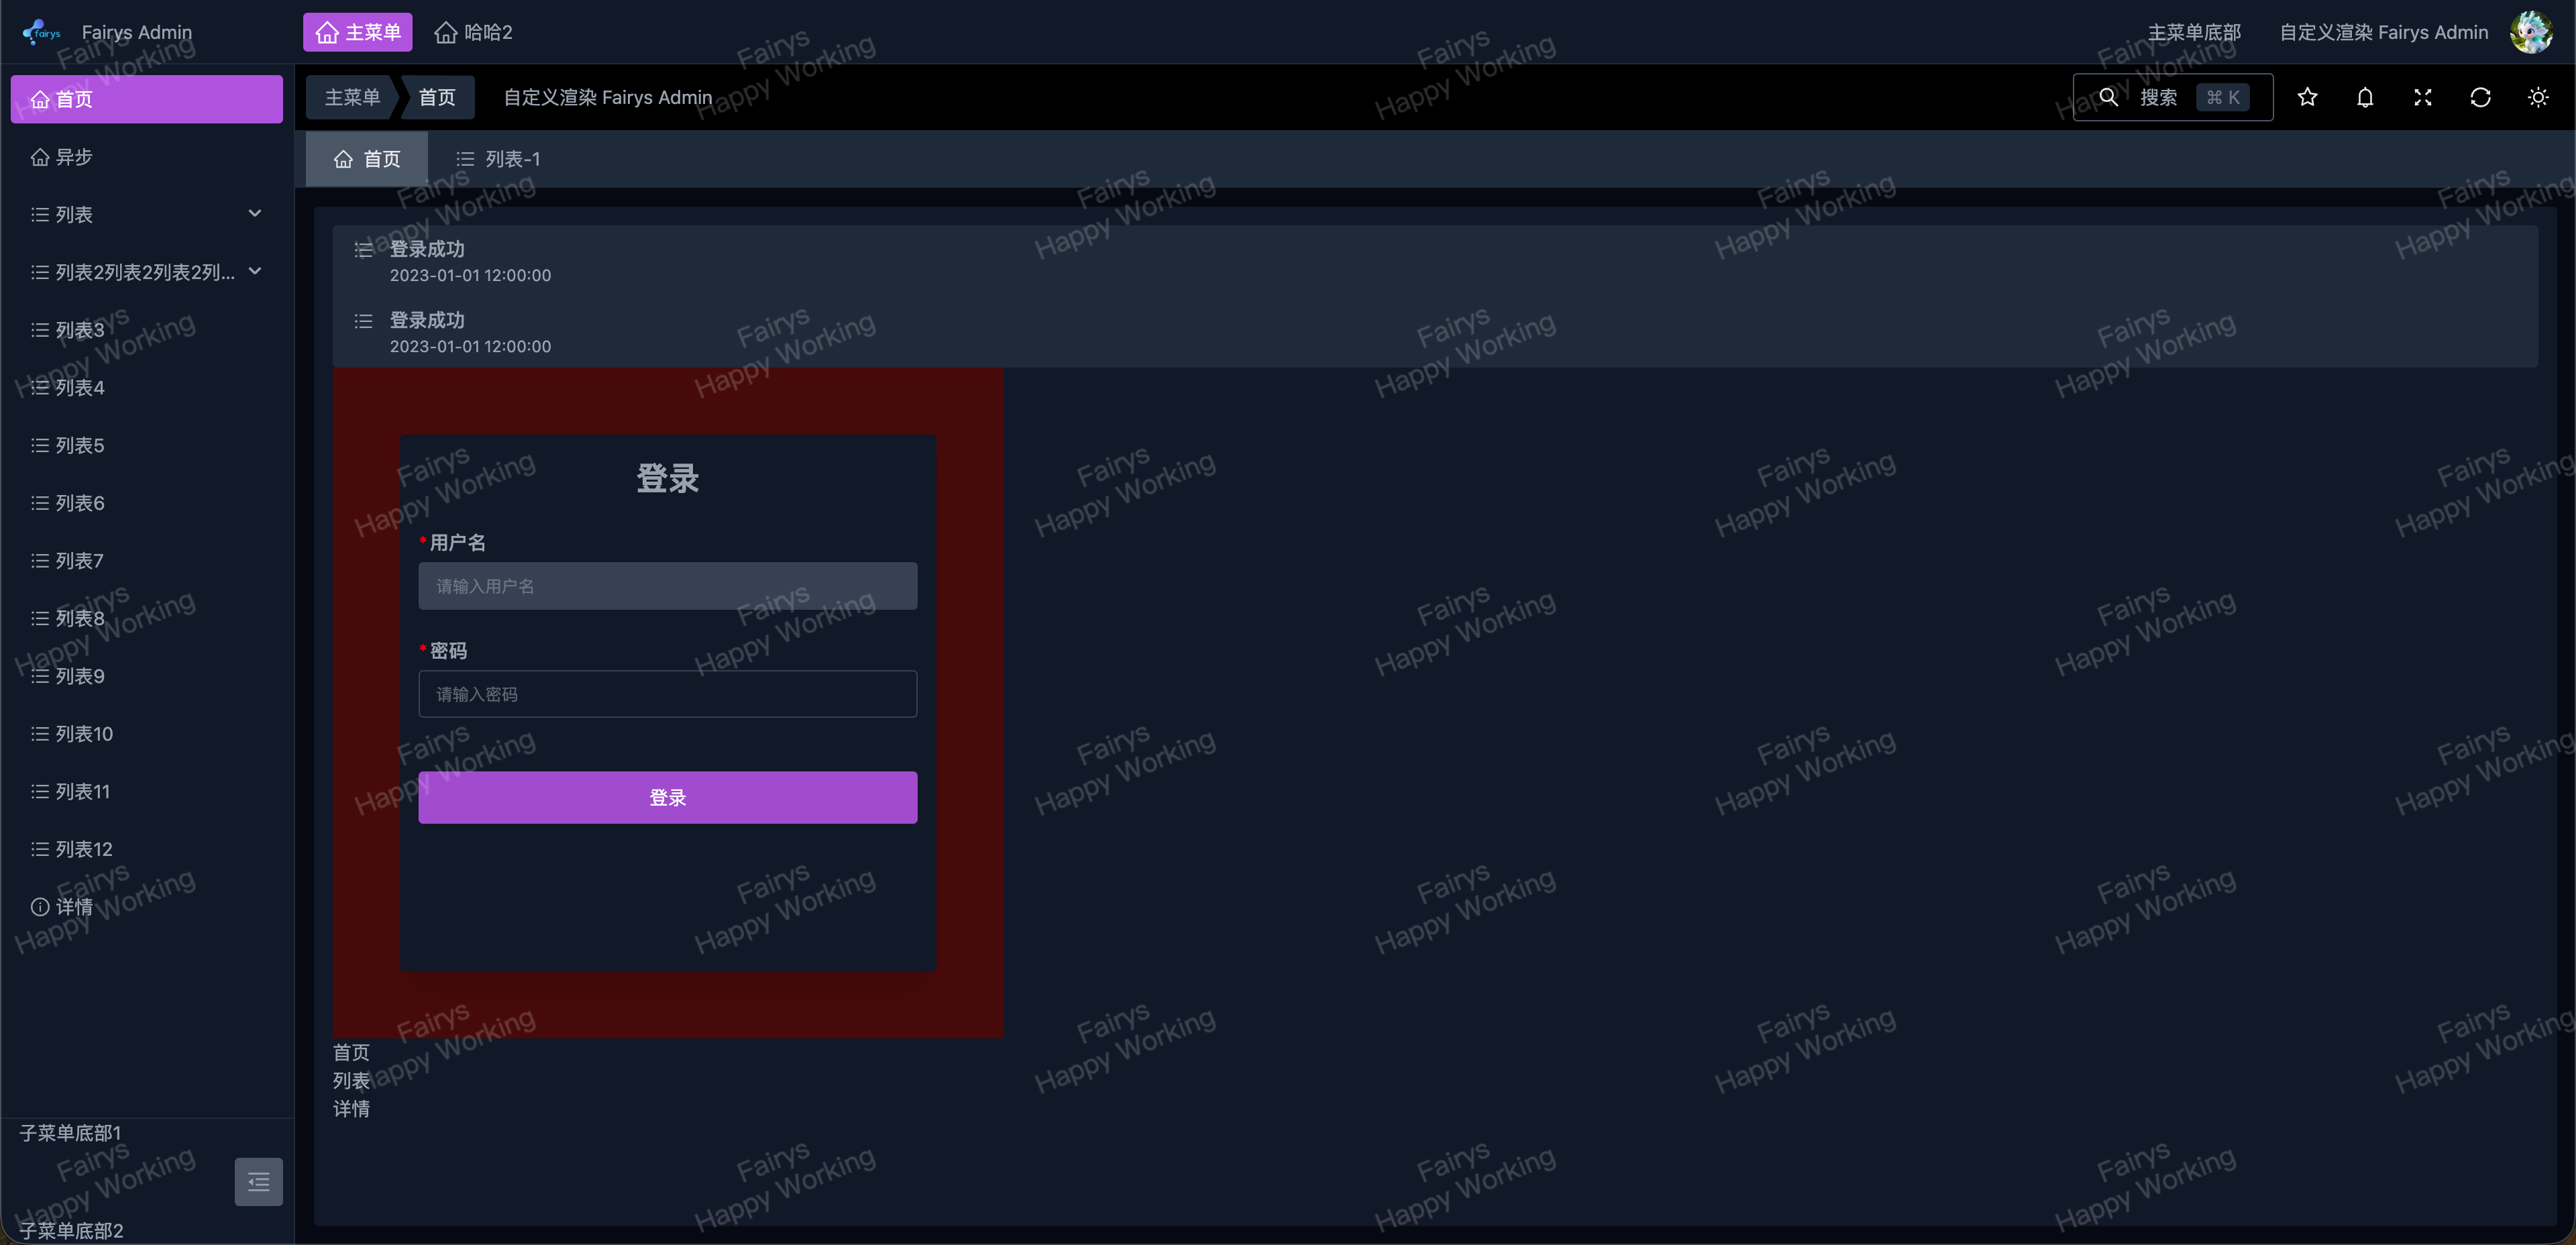 fairys
Fairys Admin
主菜单
哈哈2
主菜单底部
自定义渲染 Fairys Admin
首页
异步
列表
列表2列表2列表2列...
列表3
列表4
列表5
列表6
列表7
列表8
列表9
列表10
列表11
列表12
详情
子菜单底部1
子菜单底部2
主菜单
首页
自定义渲染 Fairys Admin
搜索
⌘ K
首页
列表-1
登录成功
2023-01-01 12:00:00
登录成功
2023-01-01 12:00:00
登录
*用户名
请输入用户名
*密码
请输入密码
登录
首页
列表
详情
Fairys
Happy Working